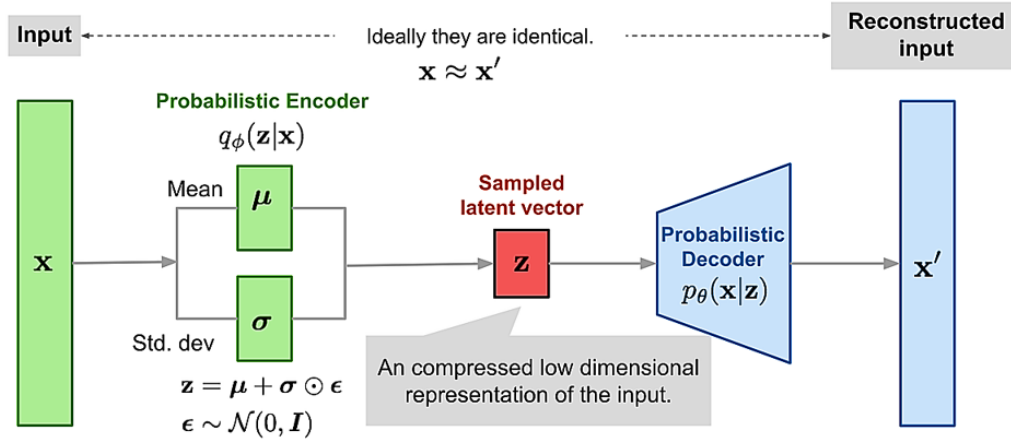 Input
Ideally they are identical.
x ≈ x′
Reconstructed
input
Probabilistic Encoder
qϕ(z|x)
Mean
μ
x
Std. dev
σ
z = μ + σ ⊙ ϵ
ϵ ∼ 𝒩(0, I)
Sampled
latent vector
z
An compressed low dimensional
representation of the input.
Probabilistic
Decoder
pθ(x|z)
x′